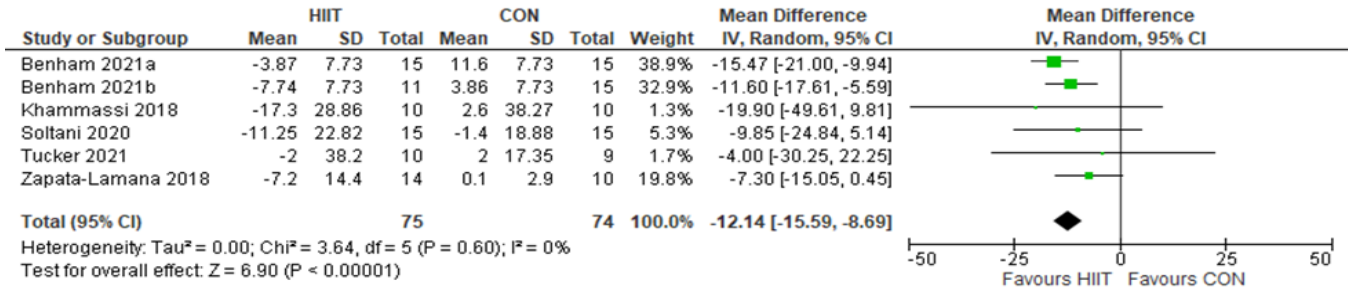 HIIT CON Mean Difference Mean Difference
Study or Subgroup Mean SD Total Mean SD Total Weight IV, Random, 95% CI IV, Random, 95% CI
Benham 2021a -3.87 7.73 15 11.6 7.73 15 38.9% -15.47 [-21.00, -9.94]
Benham 2021b -7.74 7.73 11 3.86 7.73 15 32.9% -11.60 [-17.61, -5.59]
Khammassi 2018 -17.3 28.86 10 2.6 38.27 10 1.3% -19.90 [-49.61, 9.81]
Soltani 2020 -11.25 22.82 15 -1.4 18.88 15 5.3% -9.85 [-24.84, 5.14]
Tucker 2021 -2 38.2 10 2 17.35 9 1.7% -4.00 [-30.25, 22.25]
Zapata-Lamana 2018 -7.2 14.4 14 0.1 2.9 10 19.8% -7.30 [-15.05, 0.45]
Total (95% CI) 75 74 100.0% -12.14 [-15.59, -8.69]
Heterogeneity: Tau² = 0.00; Chi² = 3.64, df = 5 (P = 0.60); I² = 0%
Test for overall effect: Z = 6.90 (P < 0.00001)
-50 -25 0 25 50
Favours HIIT Favours CON